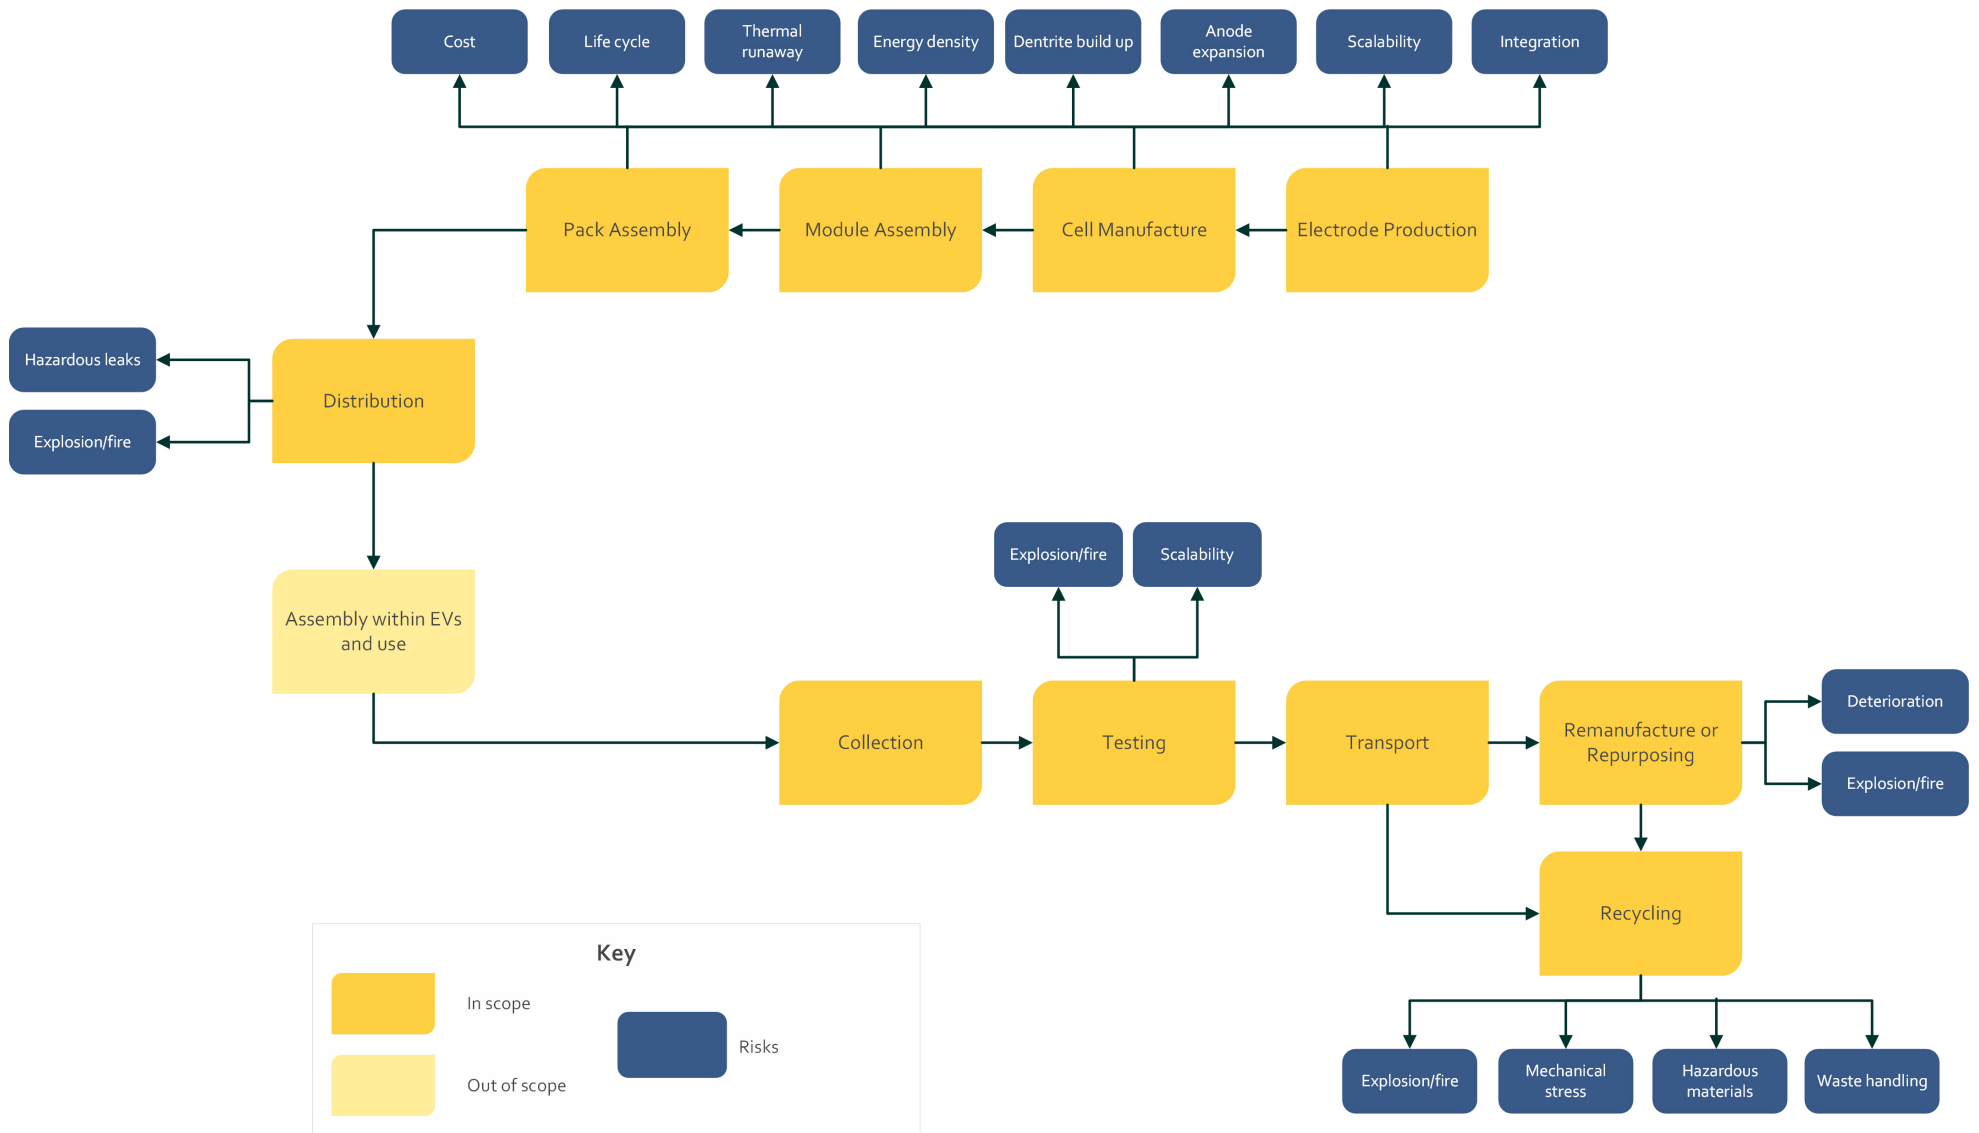 Cost
Life cycle
Thermal
runaway
Energy density
Dentrite build up
Anode
expansion
Scalability
Integration
Pack Assembly
Module Assembly
Cell Manufacture
Electrode Production
Hazardous leaks
Explosion/fire
Distribution
Assembly within EVs
and use
Explosion/fire
Scalability
Collection
Testing
Transport
Remanufacture or
Repurposing
Deterioration
Explosion/fire
Recycling
Explosion/fire
Mechanical
stress
Hazardous
materials
Waste handling
Key
In scope
Out of scope
Risks